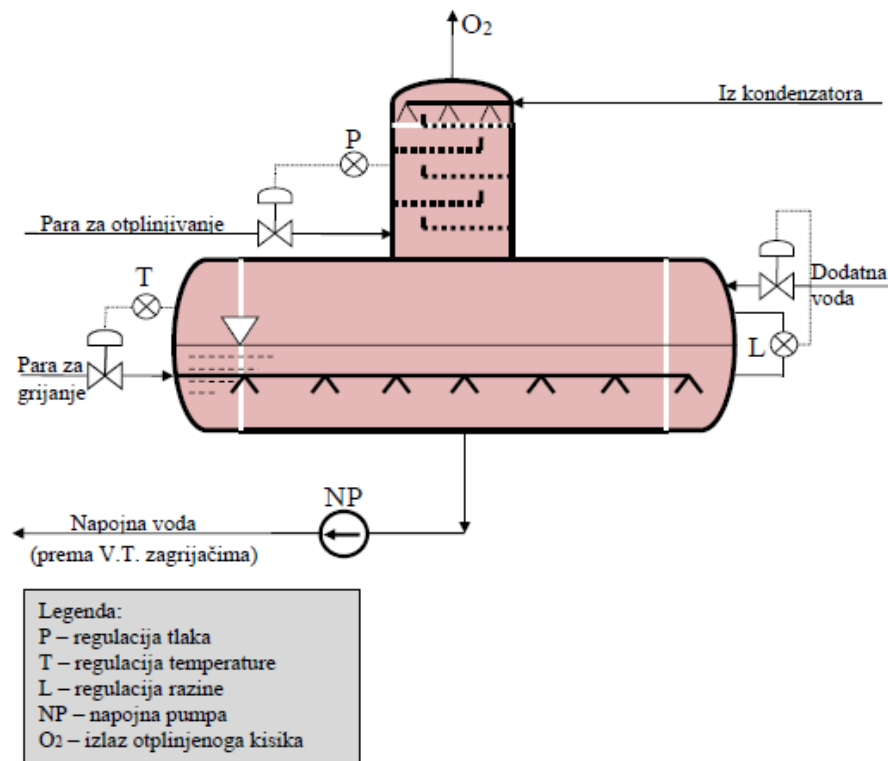 O2
Iz kondenzatora
P
Para za otplinjivanje
T
Dodatna
voda
L
Para za
grijanje
NP
Napojna voda
(prema V.T. zagrijačima)
Legenda:
P – regulacija tlaka
T – regulacija temperature
L – regulacija razine
NP – napojna pumpa
O2 – izlaz otplinjenoga kisika